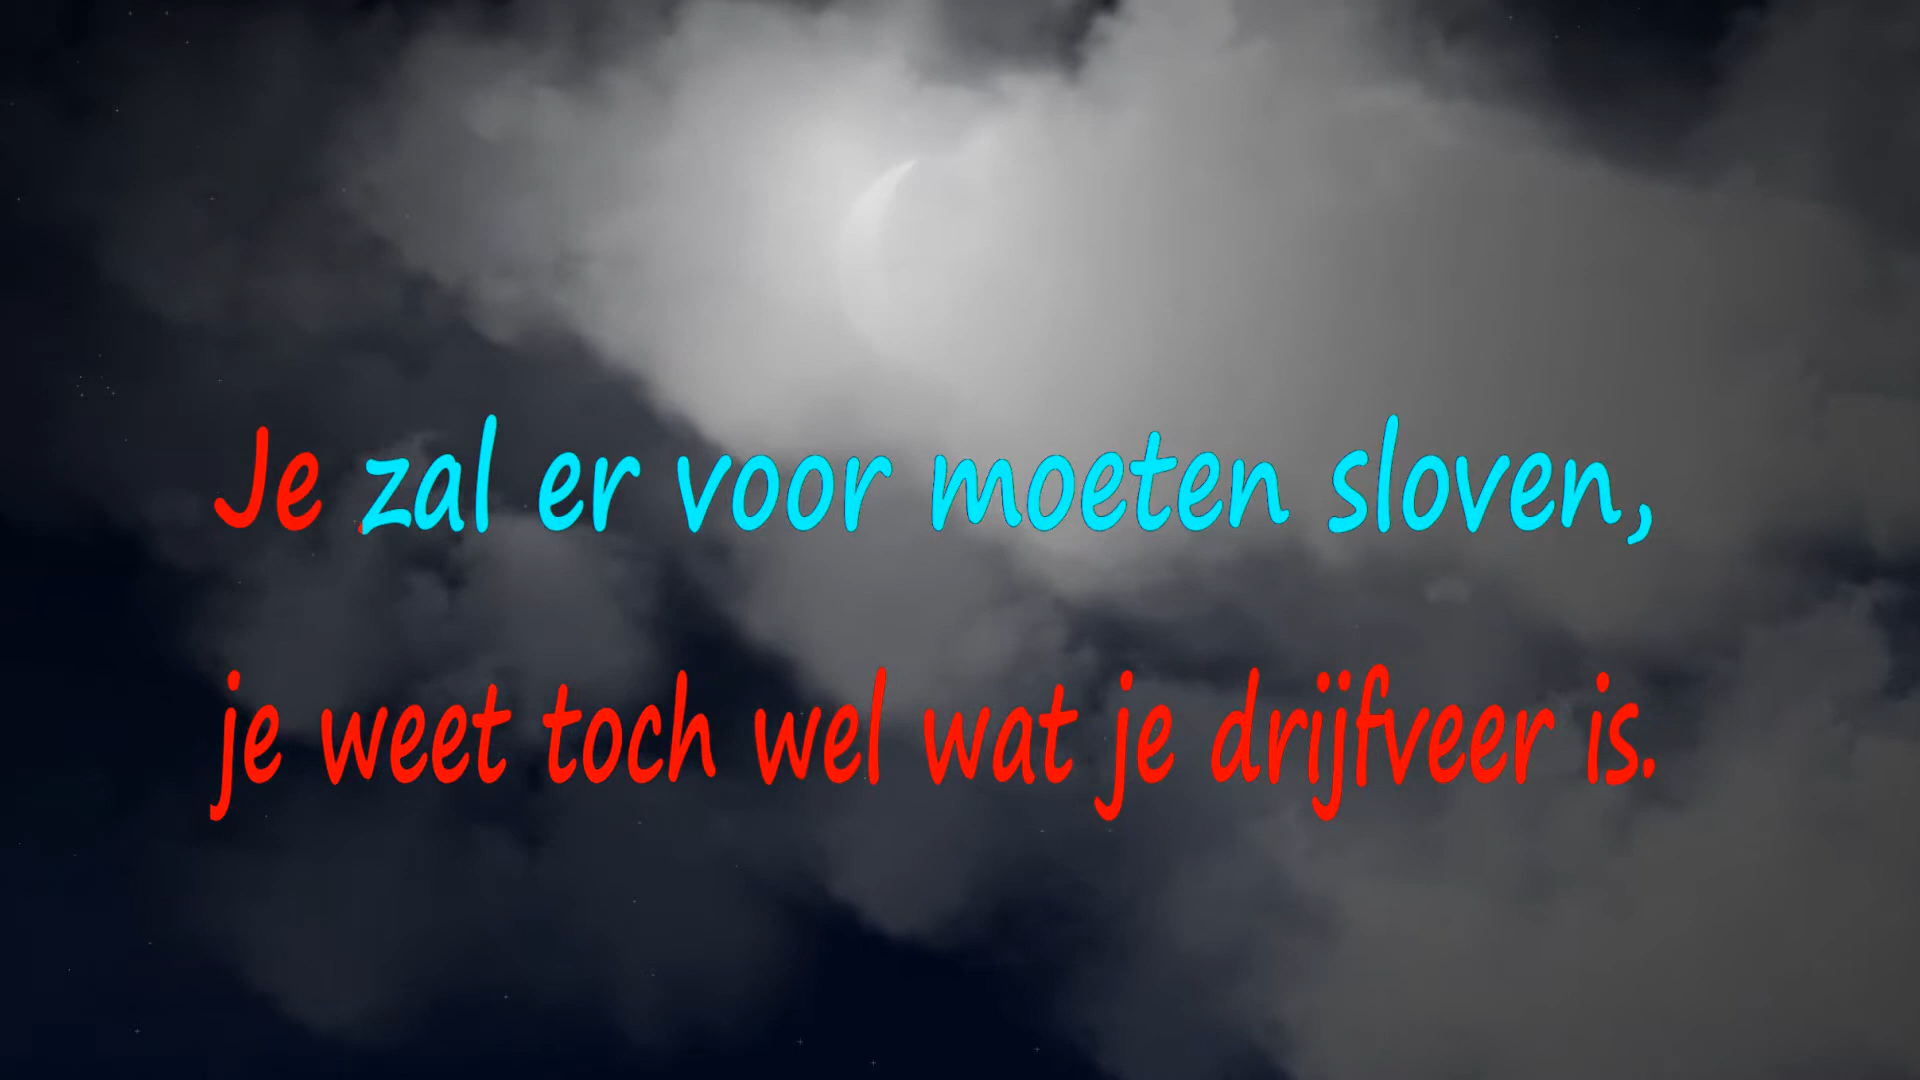 Je zal er voor moeten sloven,
je weet toch wel wat je drijfveer is.